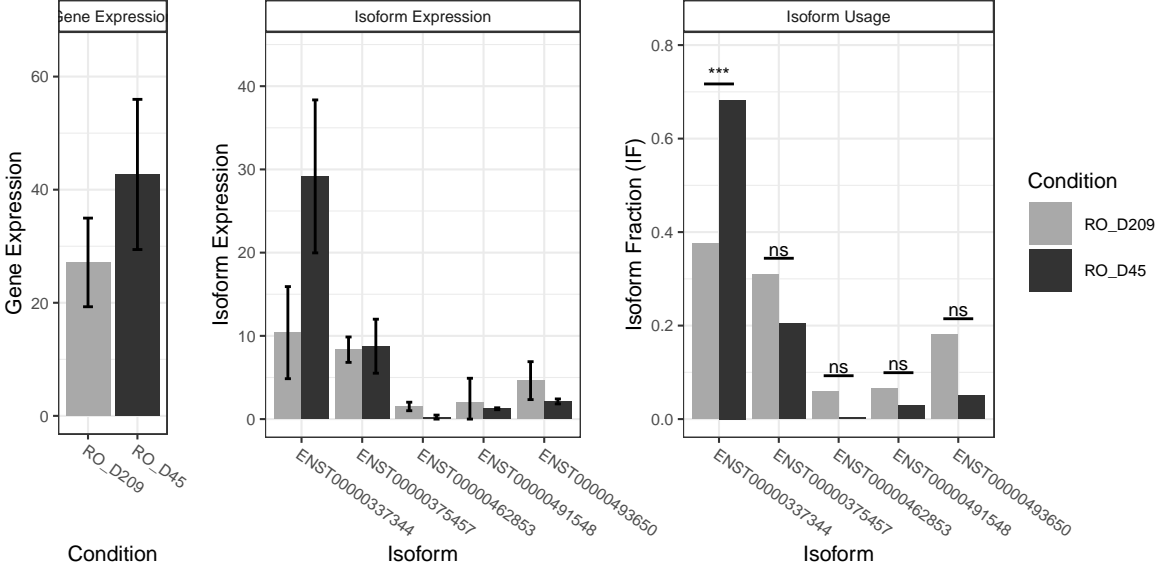 Gene Expression
Isoform Expression
Isoform Usage
Gene Expression
60
40
20
0
RO_D209
RO_D45
Condition
Isoform Expression
40
30
20
10
0
ENST00000337344
ENST00000375457
ENST00000462853
ENST00000491548
ENST00000493650
Isoform
Isoform Fraction (IF)
0.8
0.6
0.4
0.2
0.0
***
ns
ns
ns
ns
ENST00000337344
ENST00000375457
ENST00000462853
ENST00000491548
ENST00000493650
Isoform
Condition
RO_D209
RO_D45